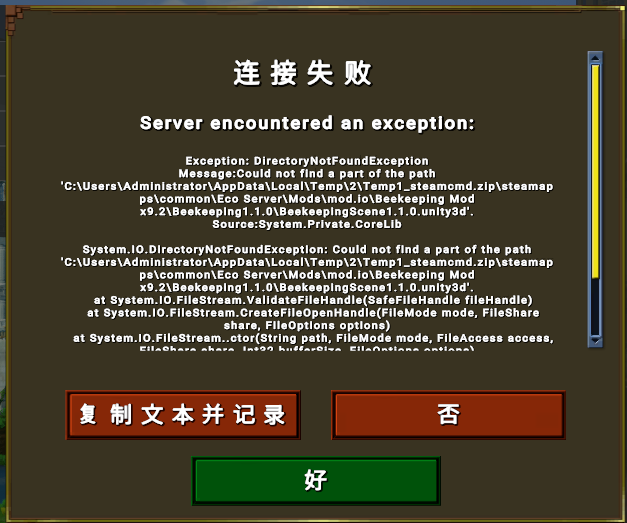 连接失败
Server encountered an exception:
Exception: DirectoryNotFoundException
Message:Could not find a part of the path
'C:\Users\Administrator\AppData\Local\Temp\2\Temp1_steamcmd.zip\steamap
ps\common\Eco Server\Mods\mod.io\Beekeeping Mod
x9.2\Beekeeping1.1.0\BeekeepingScene1.1.0.unity3d'.
Source:System.Private.CoreLib
System.IO.DirectoryNotFoundException: Could not find a part of the path
'C:\Users\Administrator\AppData\Local\Temp\2\Temp1_steamcmd.zip\steamap
ps\common\Eco Server\Mods\mod.io\Beekeeping Mod
x9.2\Beekeeping1.1.0\BeekeepingScene1.1.0.unity3d'.
at System.IO.FileStream.ValidateFileHandle(SafeFileHandle fileHandle)
at System.IO.FileStream.CreateFileOpenHandle(FileMode mode, FileShare
share, FileOptions options)
at System.IO.FileStream..ctor(String path, FileMode mode, FileAccess access,
FileShare share, Int32 bufferSize, FileOptions options)
复制文本并记录
否
好